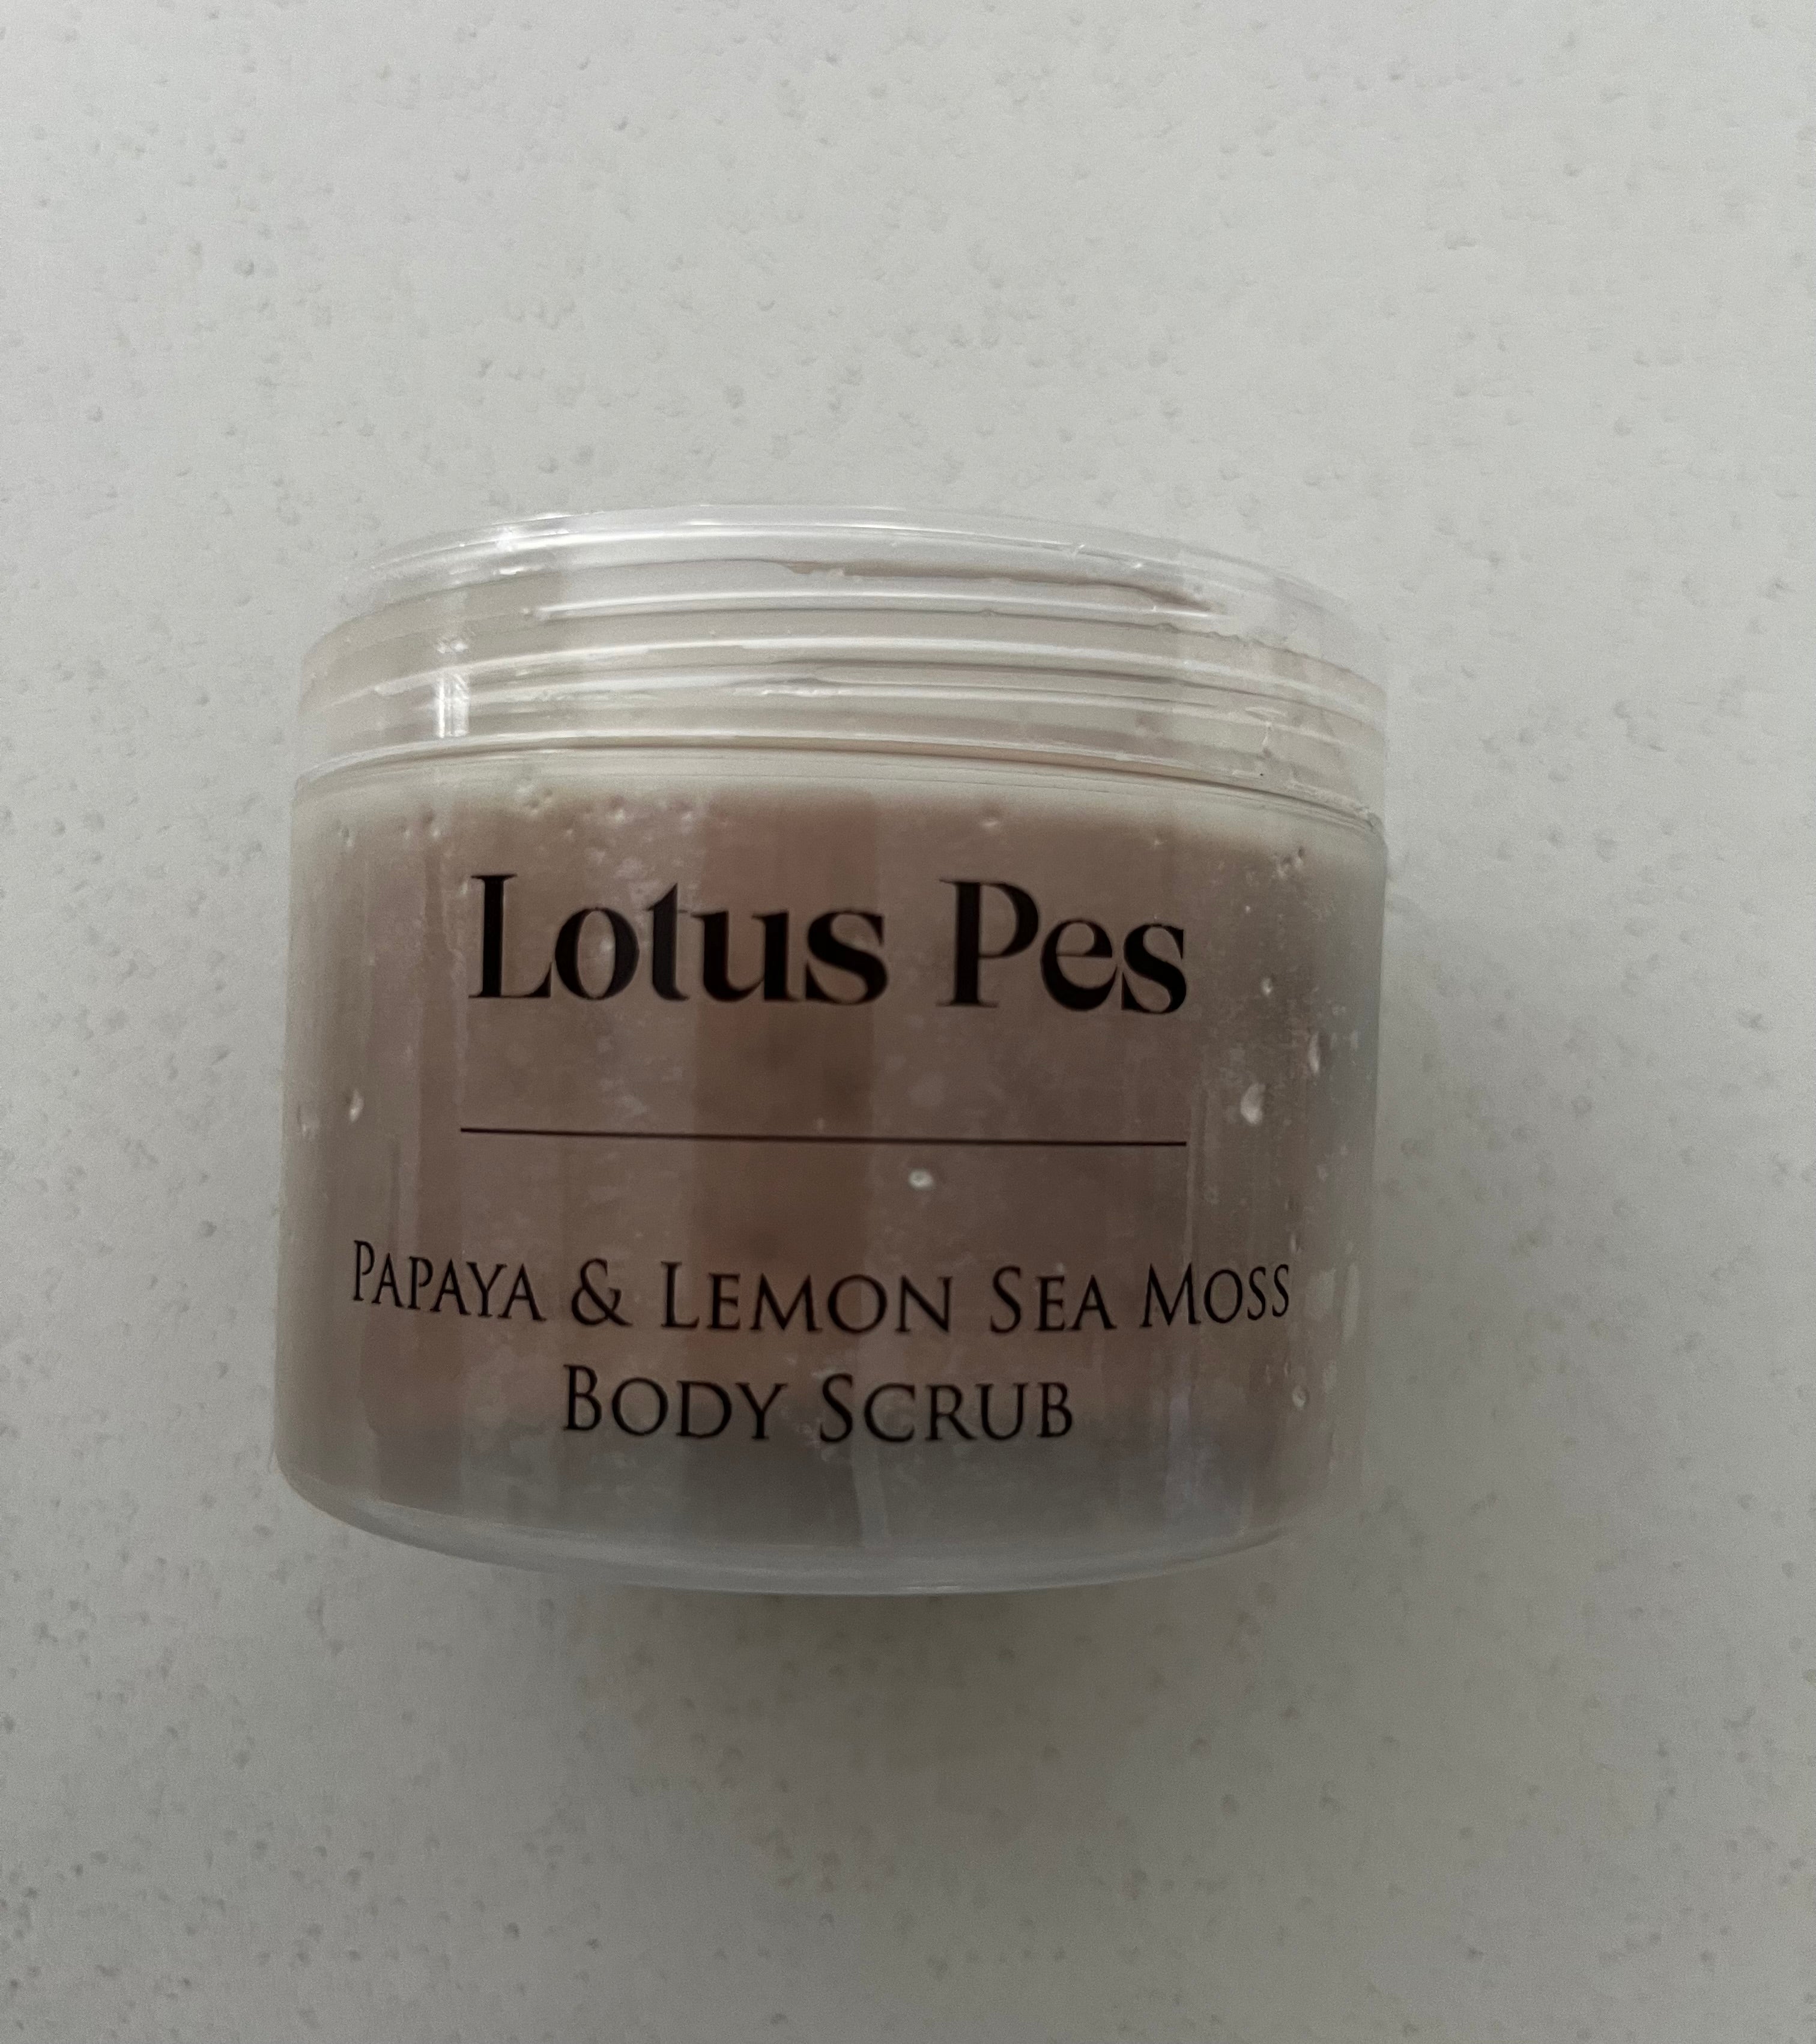 Lotus Pes
Papaya & Lemon Sea Moss
Body Scrub